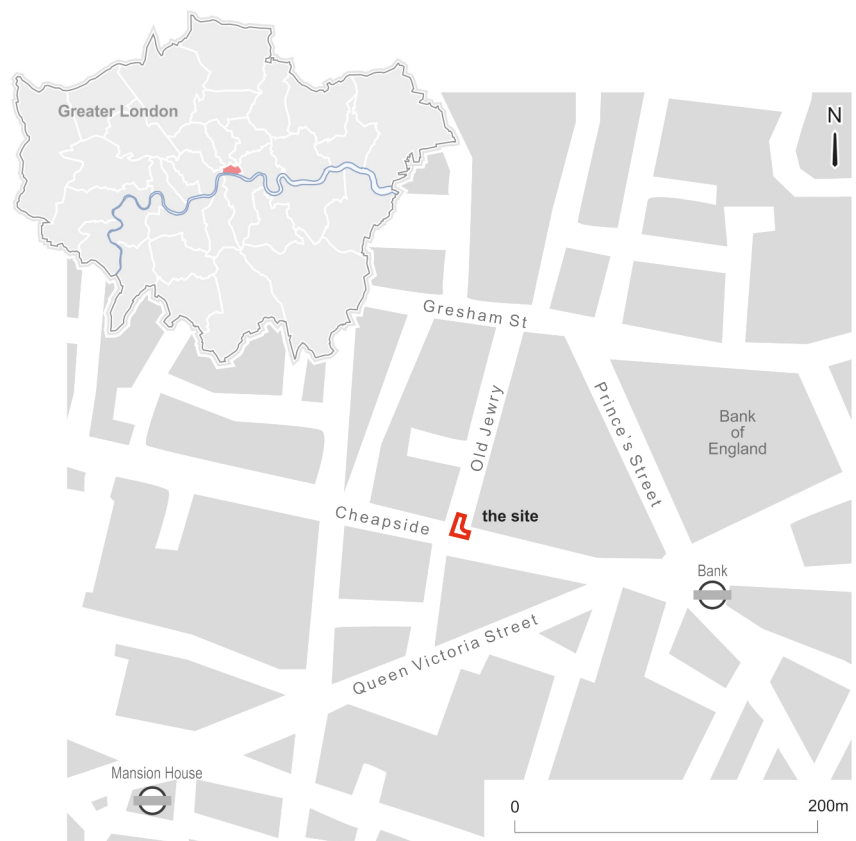 Greater London
N
Gresham St
Old Jewry
Prince's Street
Bank
of
England
the site
Cheapside
Bank
Queen Victoria Street
Mansion House
0
200m